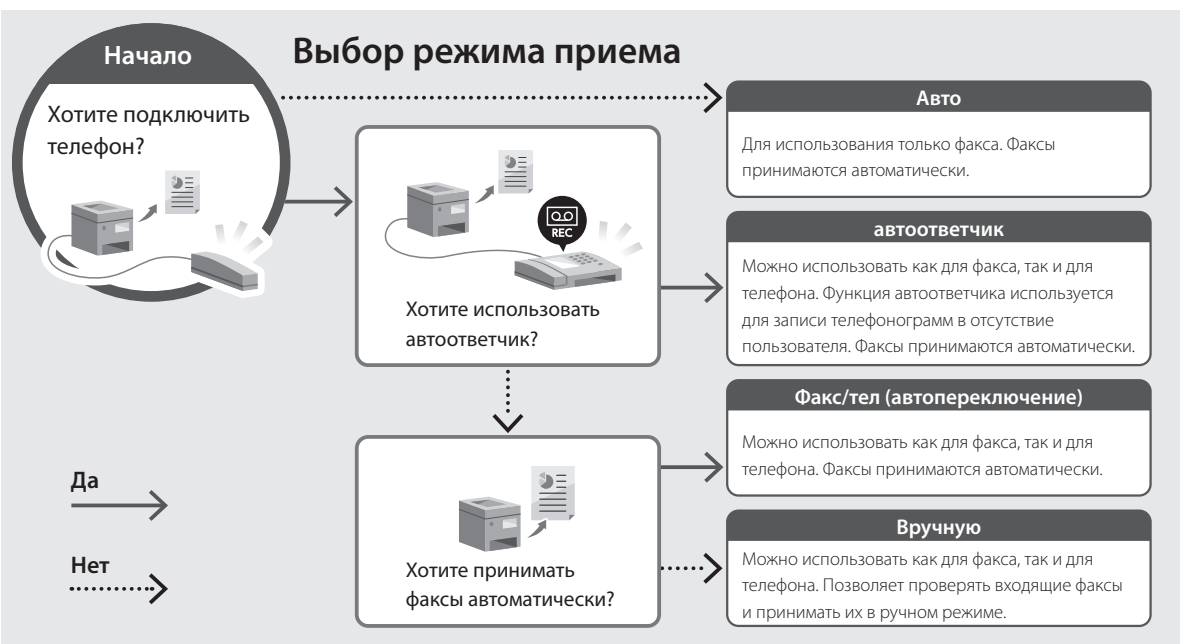 Начало
Выбор режима приема
Хотите подключить
телефон?
REC
Хотите использовать
автоответчик?
Хотите принимать
факсы автоматически?
Авто
Для использования только факса. Факсы
принимаются автоматически.
автоответчик
Можно использовать как для факса, так и для
телефона. Функция автоответчика используется
для записи телефонограмм в отсутствие
пользователя. Факсы принимаются автоматически.
Факс/тел (автопереключение)
Можно использовать как для факса, так и для
телефона. Факсы принимаются автоматически.
Вручную
Можно использовать как для факса, так и для
телефона. Позволяет проверять входящие факсы
и принимать их в ручном режиме.
Да
Нет